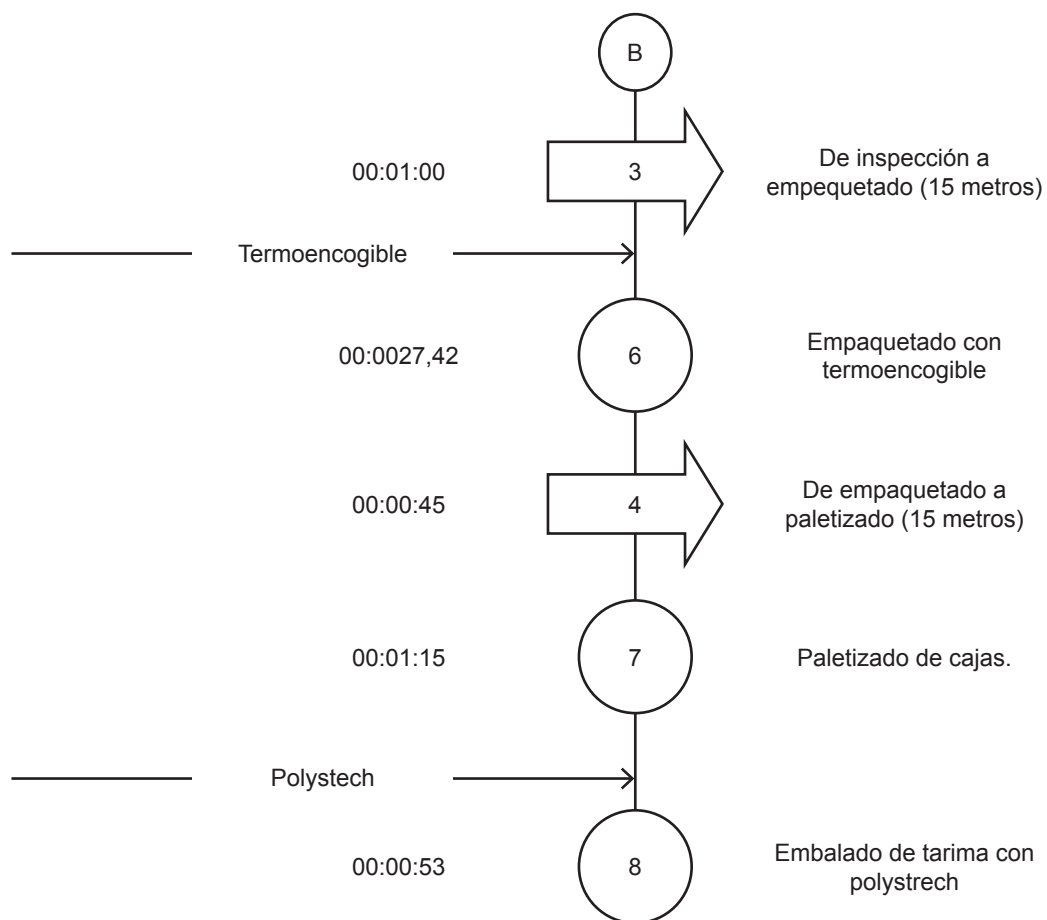 B
00:01:00
3
De inspección a
empequetado (15 metros)
Termoencogible
00:0027,42
6
Empaquetado con
termoencogible
00:00:45
4
De empaquetado a
paletizado (15 metros)
00:01:15
7
Paletizado de cajas.
Polystech
00:00:53
8
Embalado de tarima con
polystrech